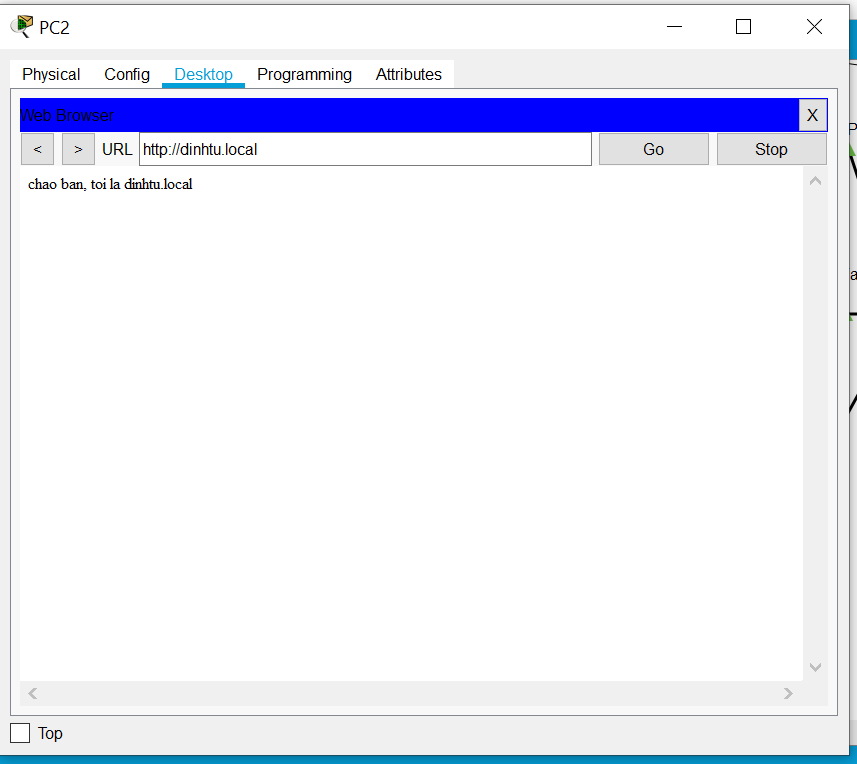 PC2
Physical Config Desktop Programming Attributes
Web Browser X
< > URL http://dinhtu.local Go Stop
chao ban, toi la dinhtu.local
Top